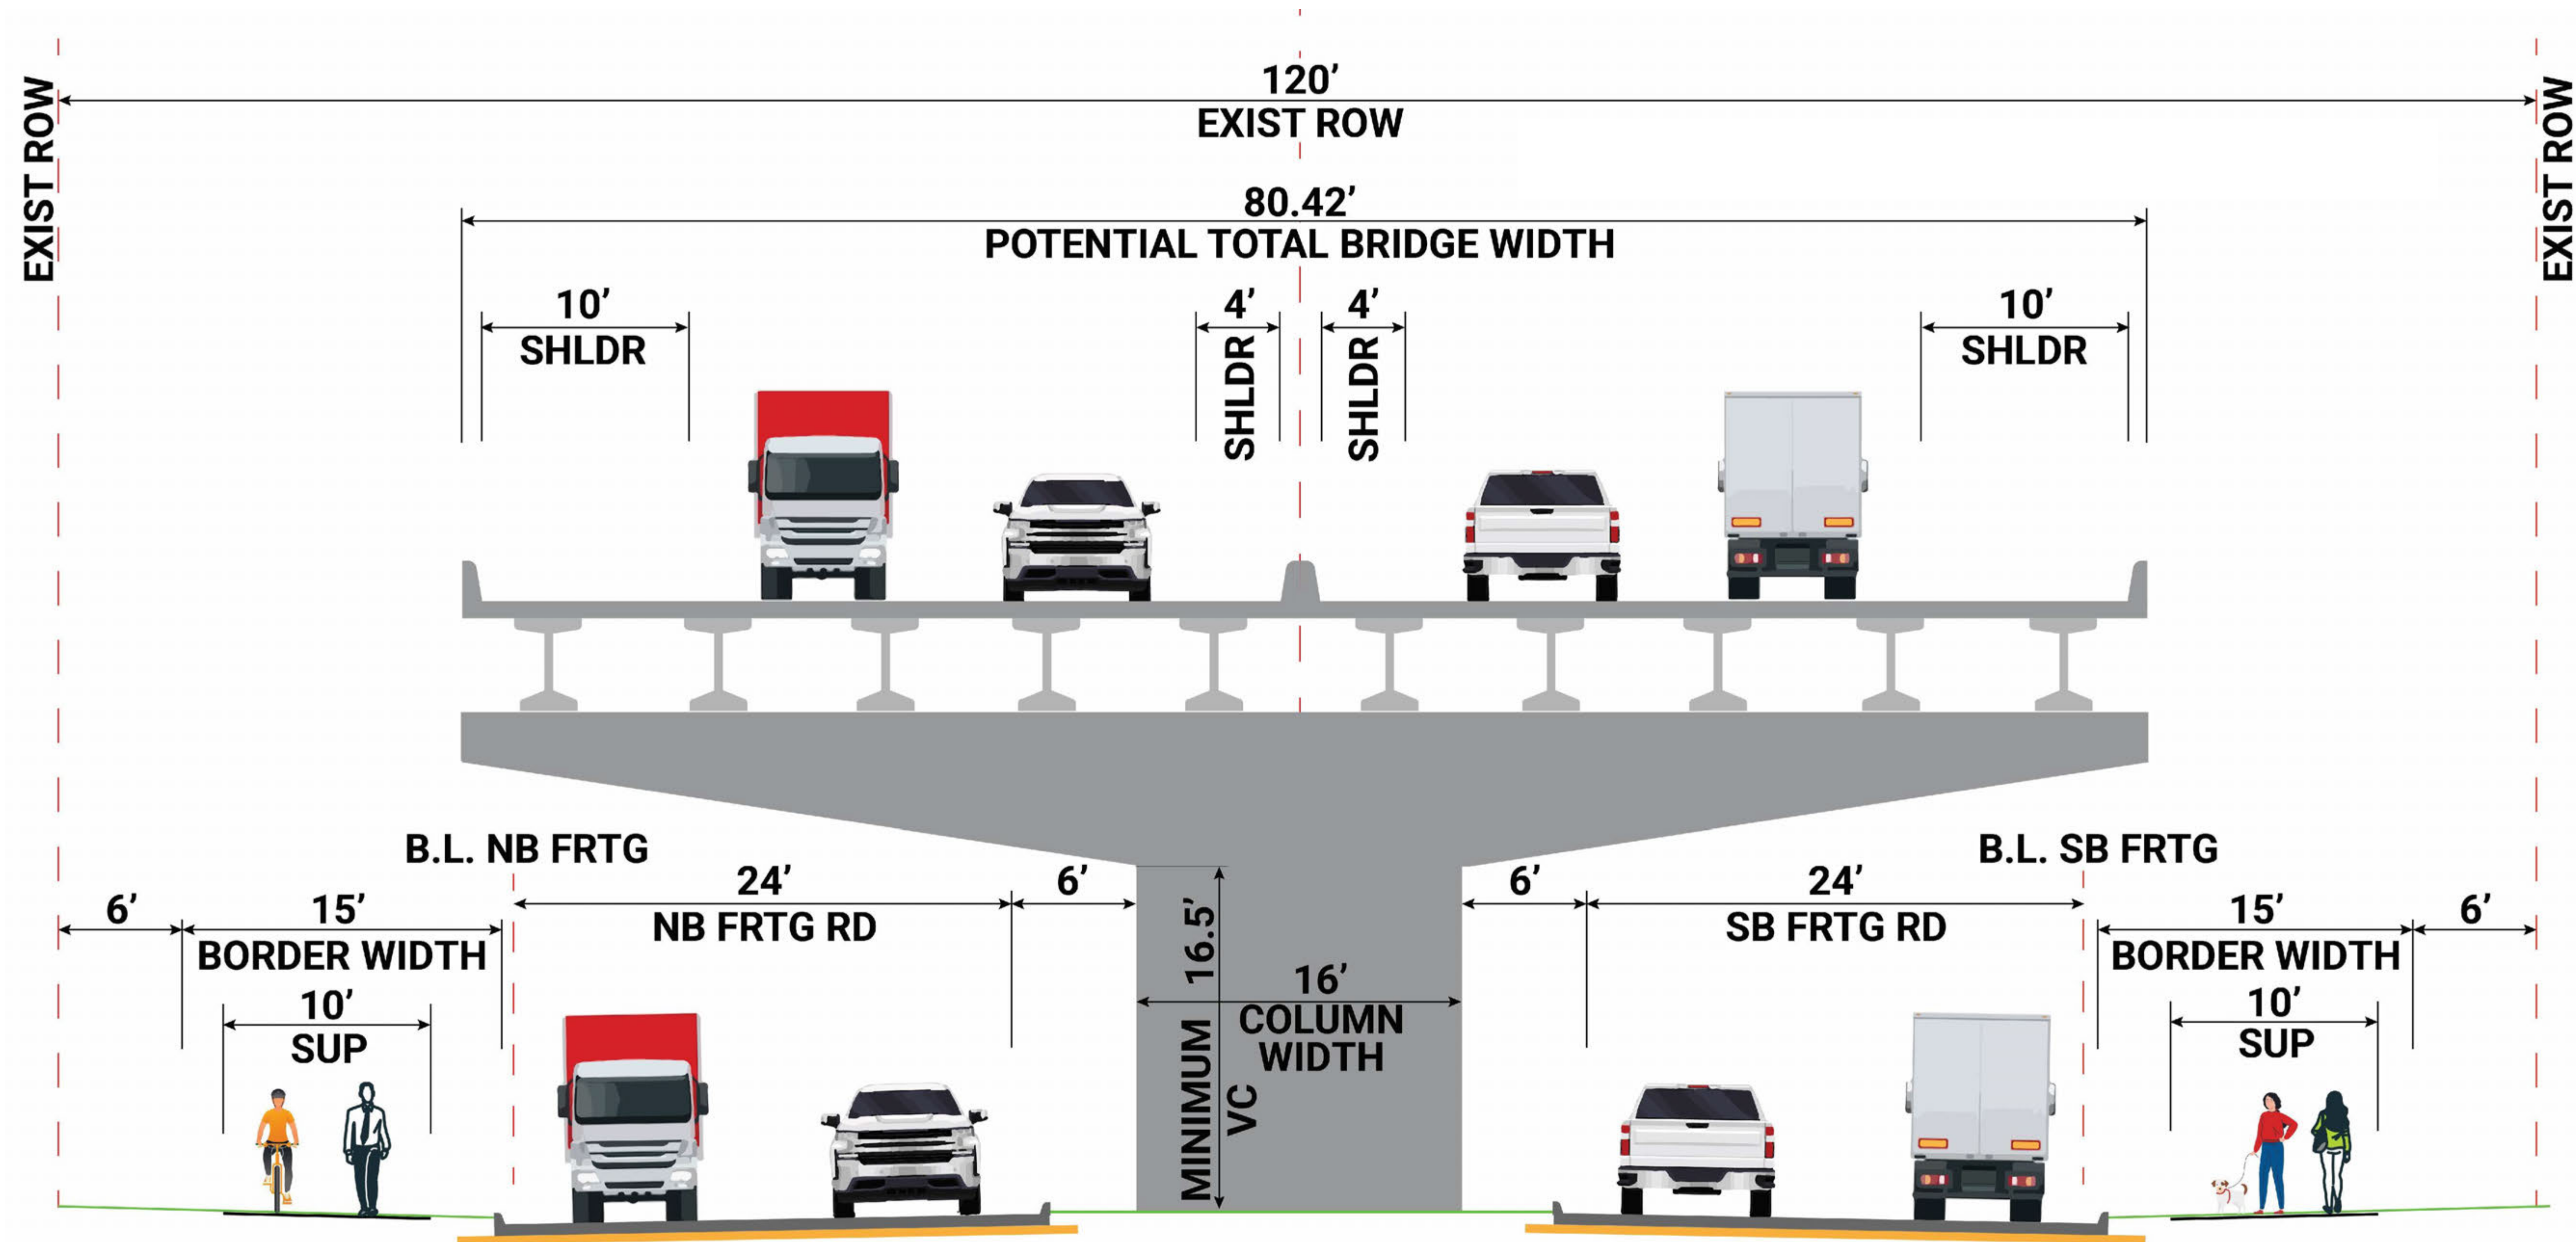 120’
EXIST ROW
EXIST ROW
EXIST ROW
80.42’
POTENTIAL TOTAL BRIDGE WIDTH
10’
SHLDR
4’
SHLDR
4’
SHLDR
10’
SHLDR
B.L. NB FRTG
B.L. SB FRTG
6’
15’
BORDER WIDTH
10’
SUP
24’
NB FRTG RD
6’
MINIMUM 16.5’
VC
16’
COLUMN
WIDTH
6’
24’
SB FRTG RD
15’
BORDER WIDTH
10’
SUP
6’